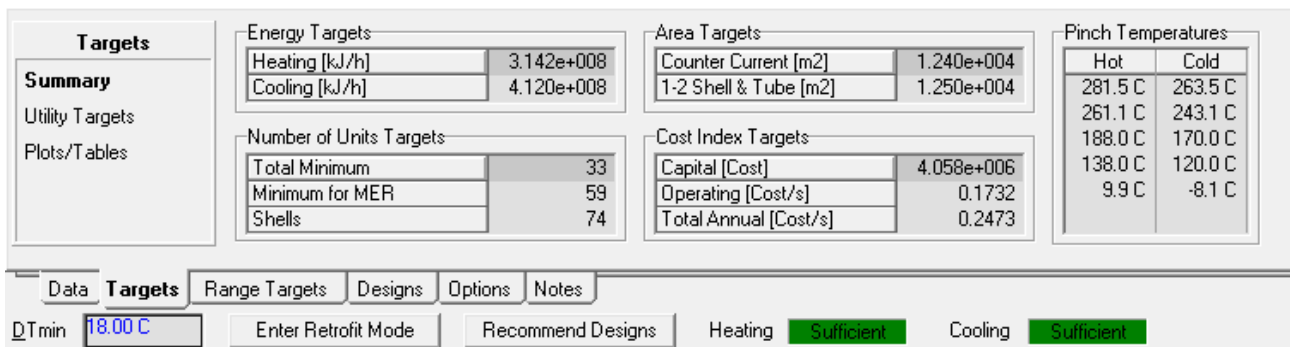 Targets
Summary
Utility Targets
Plots/Tables
Energy Targets
Heating [kJ/h] 3.142e+008
Cooling [kJ/h] 4.120e+008
Area Targets
Counter Current [m2] 1.240e+004
1-2 Shell & Tube [m2] 1.250e+004
Number of Units Targets
Total Minimum 33
Minimum for MER 59
Shells 74
Cost Index Targets
Capital [Cost] 4.058e+006
Operating [Cost/s] 0.1732
Total Annual [Cost/s] 0.2473
Pinch Temperatures
Hot Cold
281.5 C 263.5 C
261.1 C 243.1 C
188.0 C 170.0 C
138.0 C 120.0 C
9.9 C -8.1 C
Data Targets Range Targets Designs Options Notes
DTmin 18.00 C Enter Retrofit Mode Recommend Designs Heating Sufficient Cooling Sufficient